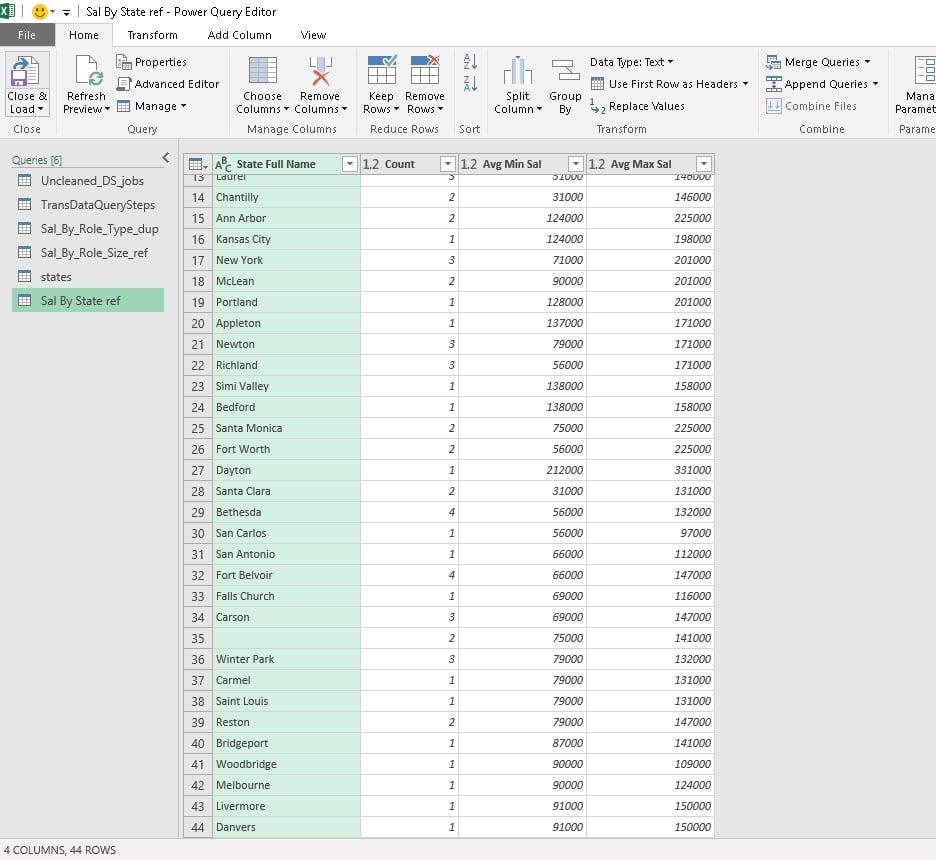 Sal By State ref - Power Query Editor
File Home Transform Add Column View
Close & Load
Refresh Preview
Properties
Advanced Editor
Manage
Choose Columns
Remove Columns
Keep Rows
Remove Rows
Split Column
Group By
Data Type: Text
Use First Row as Headers
Replace Values
Merge Queries
Append Queries
Combine Files
Mana
Paramet
Close Query Manage Columns Reduce Rows Sort Transform Combine Parame
Queries [6]
Uncleaned_DS_jobs
TransDataQuerySteps
Sal_By_Role_Type_dup
Sal_By_Role_Size_ref
states
Sal By State ref
ABC State Full Name 1.2 Count 1.2 Avg Min Sal 1.2 Avg Max Sal
13 Laurel 3 31000 146000
14 Chantilly 2 31000 146000
15 Ann Arbor 2 124000 225000
16 Kansas City 1 124000 198000
17 New York 3 71000 201000
18 McLean 2 90000 201000
19 Portland 1 128000 201000
20 Appleton 1 137000 171000
21 Newton 3 79000 171000
22 Richland 3 56000 171000
23 Simi Valley 1 138000 158000
24 Bedford 1 138000 158000
25 Santa Monica 2 75000 225000
26 Fort Worth 2 56000 225000
27 Dayton 1 212000 331000
28 Santa Clara 2 31000 131000
29 Bethesda 4 56000 132000
30 San Carlos 1 56000 97000
31 San Antonio 1 66000 112000
32 Fort Belvoir 4 66000 147000
33 Falls Church 1 69000 116000
34 Carson 3 69000 147000
35 2 75000 141000
36 Winter Park 3 79000 132000
37 Carmel 1 79000 131000
38 Saint Louis 1 79000 131000
39 Reston 2 79000 147000
40 Bridgeport 1 87000 141000
41 Woodbridge 1 90000 109000
42 Melbourne 1 90000 124000
43 Livermore 1 91000 150000
44 Danvers 1 91000 150000
4 COLUMNS, 44 ROWS